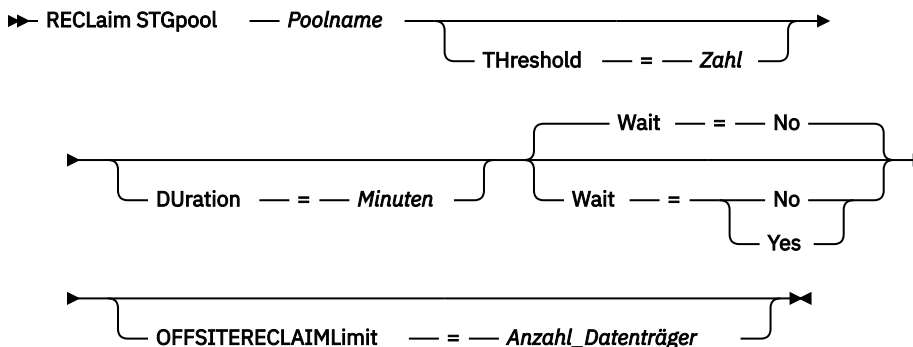 RECLaim STGpool Poolname
THreshold = Zahl
Wait = No
DUration = Minuten Wait = No
Yes
OFFSITERECLAIMLimit = Anzahl_Datenträger